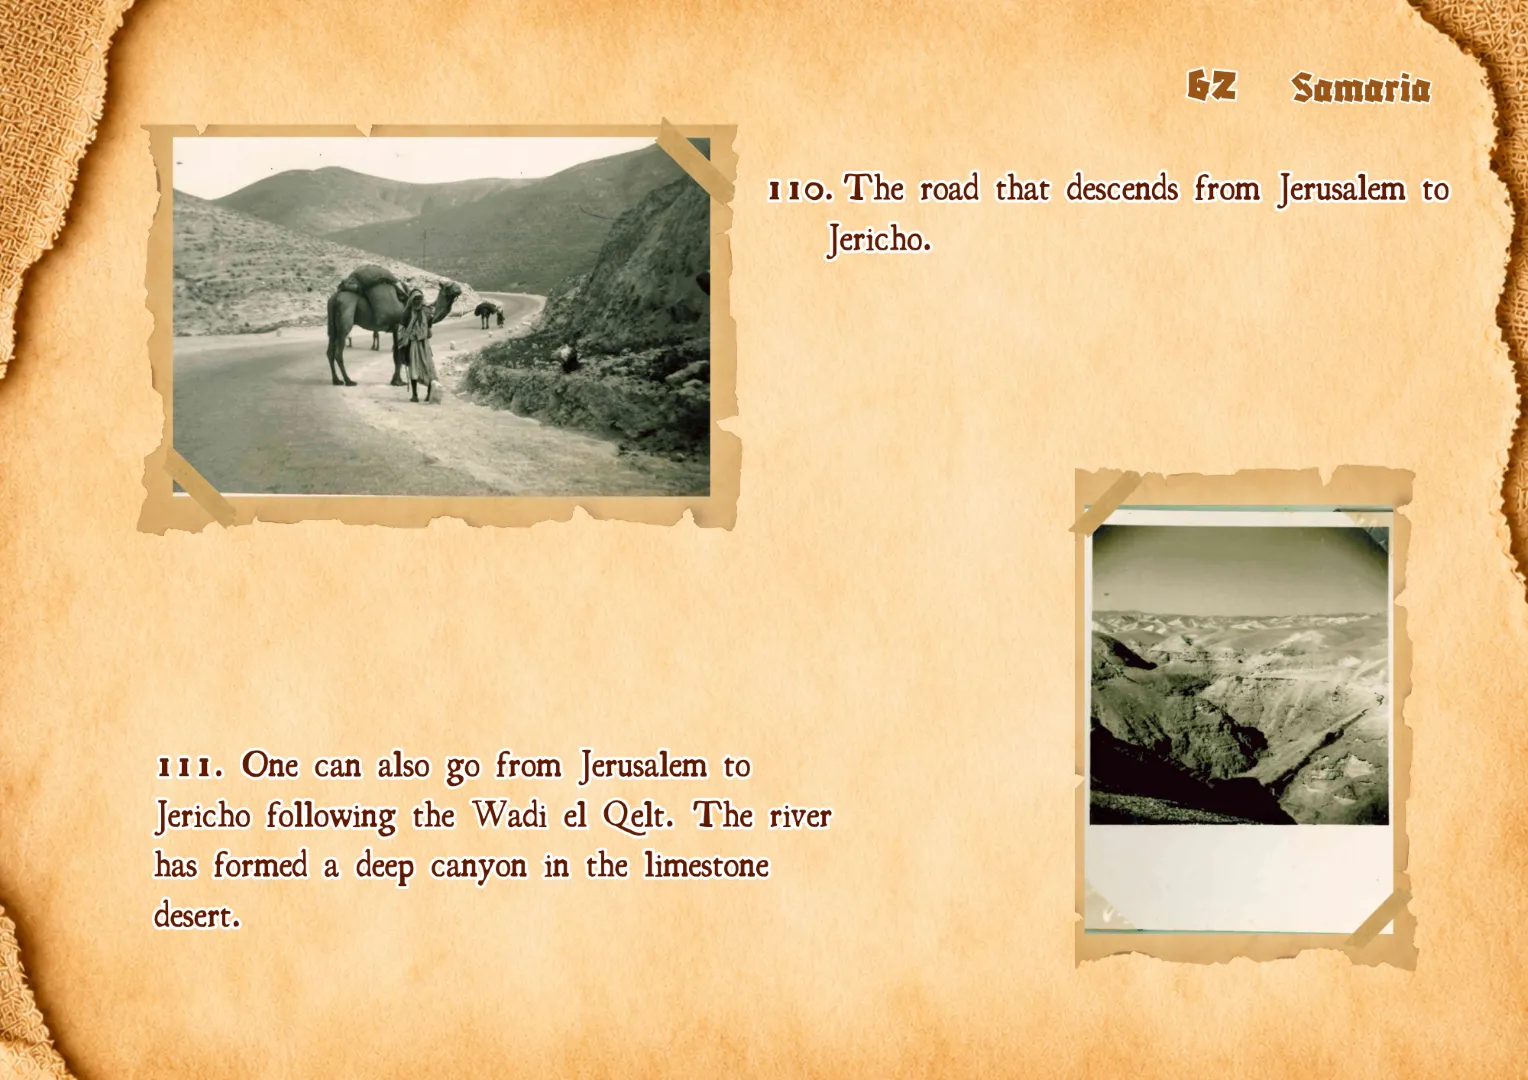 62 Samaria
110. The road that descends from Jerusalem to
Jericho.
111. One can also go from Jerusalem to
Jericho following the Wadi el Qelt. The river
has formed a deep canyon in the limestone
desert.